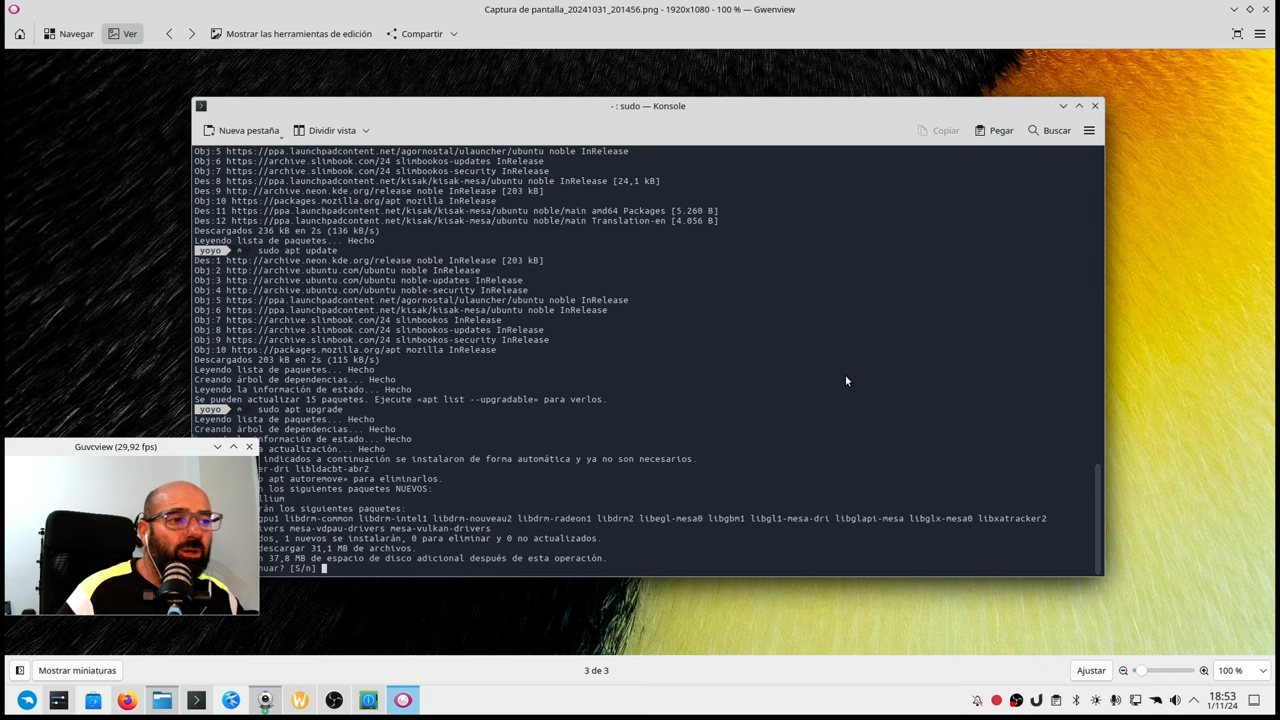 Captura de pantalla_20241031_201456.png - 1920x1080 - 100 % — Gwenview
Navegar Ver Mostrar las herramientas de edición Compartir
- : sudo — Konsole
Nueva pestaña Dividir vista Copiar Pegar Buscar
Obj:5 https://ppa.launchpadcontent.net/agornostal/ulauncher/ubuntu noble InRelease
Obj:6 https://archive.slimbook.com/24 slimbookos-updates InRelease
Obj:7 https://archive.slimbook.com/24 slimbookos-security InRelease
Des:8 https://ppa.launchpadcontent.net/kisak/kisak-mesa/ubuntu noble InRelease [24,1 kB]
Des:9 http://archive.neon.kde.org/release noble InRelease [203 kB]
Obj:10 https://packages.mozilla.org/apt mozilla InRelease
Des:11 https://ppa.launchpadcontent.net/kisak/kisak-mesa/ubuntu noble/main amd64 Packages [5.260 B]
Des:12 https://ppa.launchpadcontent.net/kisak/kisak-mesa/ubuntu noble/main Translation-en [4.056 B]
Descargados 236 kB en 2s (136 kB/s)
Leyendo lista de paquetes... Hecho
yoyo sudo apt update
Des:1 http://archive.neon.kde.org/release noble InRelease [203 kB]
Obj:2 http://archive.ubuntu.com/ubuntu noble InRelease
Obj:3 http://archive.ubuntu.com/ubuntu noble-updates InRelease
Obj:4 http://archive.ubuntu.com/ubuntu noble-security InRelease
Obj:5 https://ppa.launchpadcontent.net/agornostal/ulauncher/ubuntu noble InRelease
Obj:6 https://ppa.launchpadcontent.net/kisak/kisak-mesa/ubuntu noble InRelease
Obj:7 https://archive.slimbook.com/24 slimbookos InRelease
Obj:8 https://archive.slimbook.com/24 slimbookos-updates InRelease
Obj:9 https://archive.slimbook.com/24 slimbookos-security InRelease
Obj:10 https://packages.mozilla.org/apt mozilla InRelease
Descargados 203 kB en 2s (115 kB/s)
Leyendo lista de paquetes... Hecho
Creando árbol de dependencias... Hecho
Leyendo la información de estado... Hecho
Se pueden actualizar 15 paquetes. Ejecute «apt list --upgradable» para verlos.
yoyo sudo apt upgrade
Leyendo lista de paquetes... Hecho
Creando árbol de dependencias... Hecho
información de estado... Hecho
a actualización... Hecho
indicados a continuación se instalaron de forma automática y ya no son necesarios.
er-dri libldacbt-abr2
apt autoremove» para eliminarlos.
n los siguientes paquetes NUEVOS:
llium
rán los siguientes paquetes:
gpu1 libdrm-common libdrm-intel1 libdrm-nouveau2 libdrm-radeon1 libdrm2 libegl-mesa0 libgbm1 libgl1-mesa-dri libglapi-mesa libglx-mesa0 libxatracker2
ivers mesa-vdpau-drivers mesa-vulkan-drivers
dos, 1 nuevos se instalarán, 0 para eliminar y 0 no actualizados.
descargar 31,1 MB de archivos.
n 37,8 MB de espacio de disco adicional después de esta operación.
nuar? [S/n]
Guvcview (29,92 fps)
Mostrar miniaturas 3 de 3 Ajustar 100 %
18:53
1/11/24